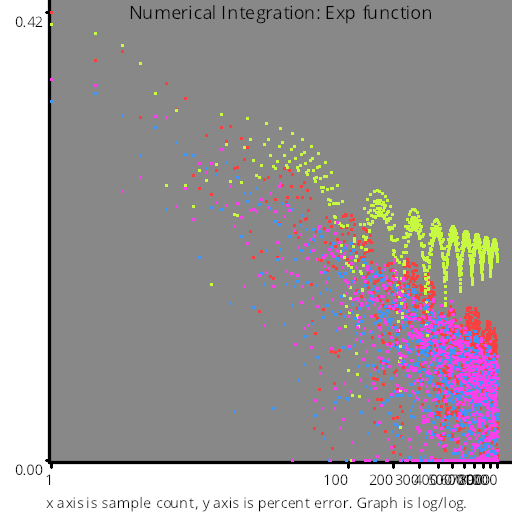 Numerical Integration: Exp function
0.42
0.00
1 100 200 300
x axis is sample count, y axis is percent error. Graph is log/log.